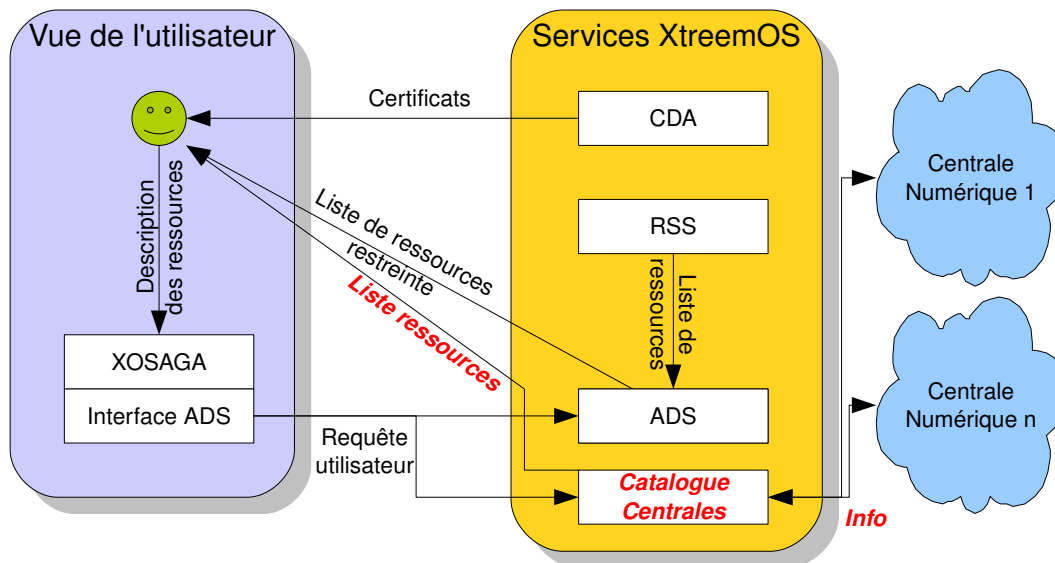 Vue de l'utilisateur
Services XtreemOS
Certificats
CDA
Centrale
Numérique 1
Description
des ressources
Liste de ressources
restreinte
Liste ressources
RSS
Liste de
ressources
XOSAGA
Interface ADS
ADS
Centrale
Numérique n
Requête
utilisateur
Catalogue
Centrales
Info